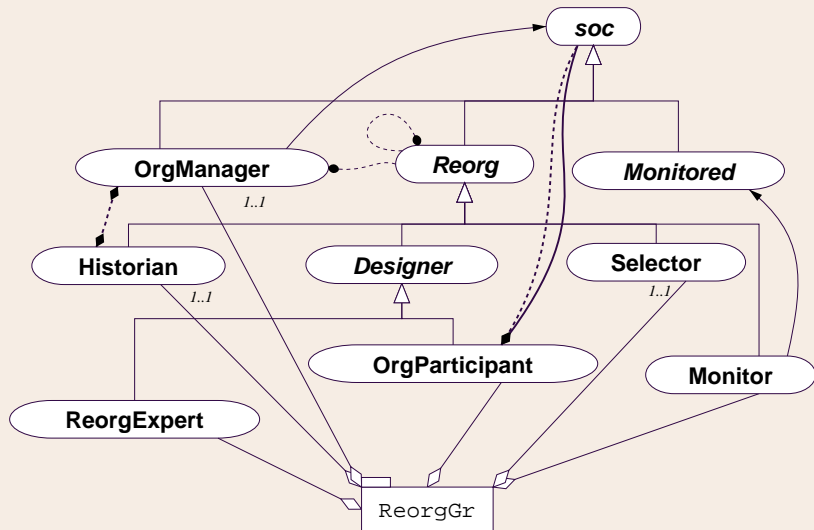 soc
OrgManager
Reorg
Monitored
1..1
Historian
Designer
Selector
1..1
1..1
OrgParticipant
Monitor
ReorgExpert
ReorgGr